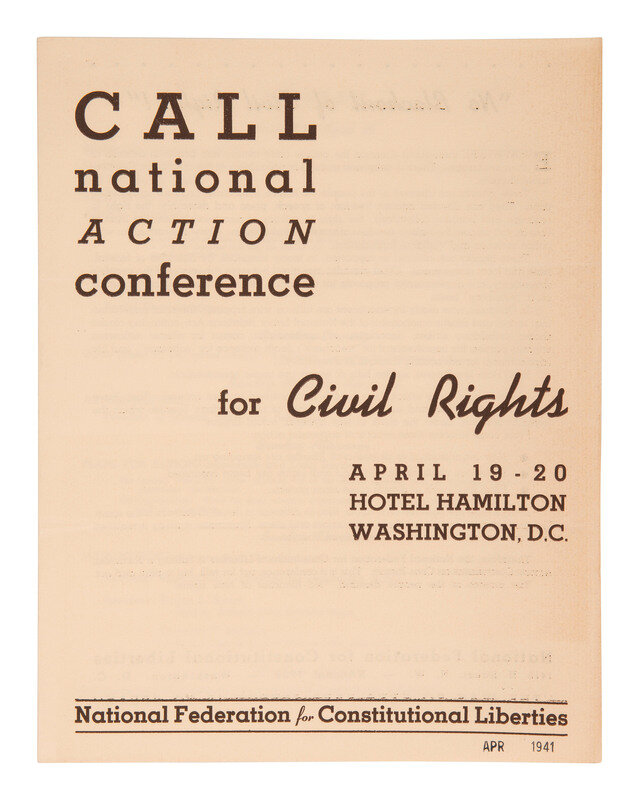 CALL
national
ACTION
conference
for Civil Rights
APRIL 19-20
HOTEL HAMILTON
WASHINGTON, D.C.
National Federation for Constitutional Liberties
APR 1941